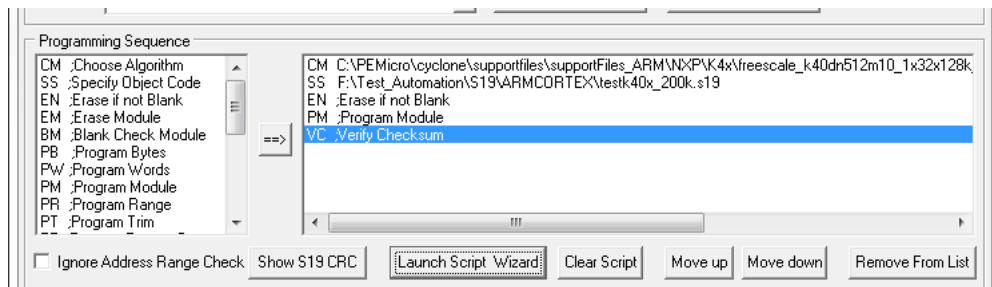 Programming Sequence
CM ;Choose Algorithm
SS ;Specify Object Code
EN ;Erase if not Blank
EM ;Erase Module
BM ;Blank Check Module
PB ;Program Bytes
PW ;Program Words
PM ;Program Module
PR ;Program Range
PT ;Program Trim
==>
CM C:\PEMicro\cyclone\supportfiles\supportFiles_ARM\NXP\K4x\freescale_k40dn512m10_1x32x128k_
SS F:\Test_Automation\S19\ARMCORTEX\testk40x_200k.s19
EN ;Erase if not Blank
PM ;Program Module
VC ;Verify Checksum
Ignore Address Range Check
Show S19 CRC
Launch Script Wizard
Clear Script
Move up
Move down
Remove From List